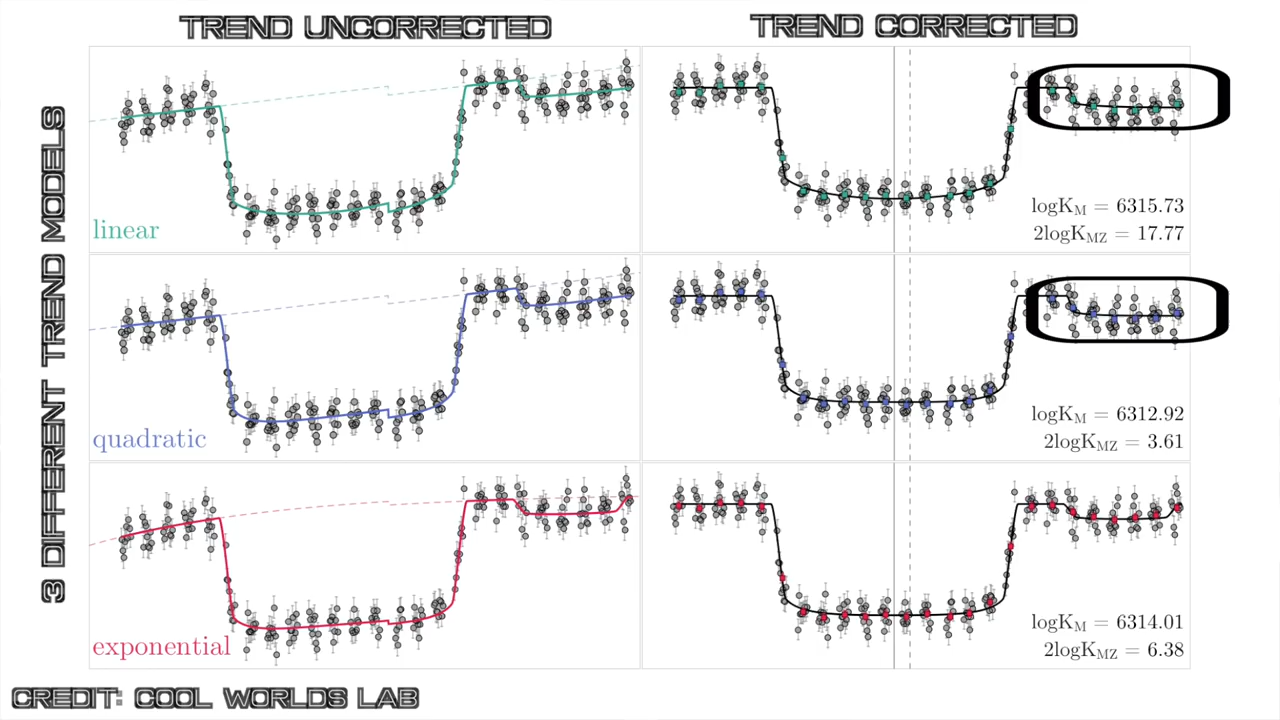 TREND UNCORRECTED
TREND CORRECTED
3 DIFFERENT TREND MODELS
linear
logK_M = 6315.73
2logK_MZ = 17.77
quadratic
logK_M = 6312.92
2logK_MZ = 3.61
exponential
logK_M = 6314.01
2logK_MZ = 6.38
CREDIT: COOL WORLDS LAB